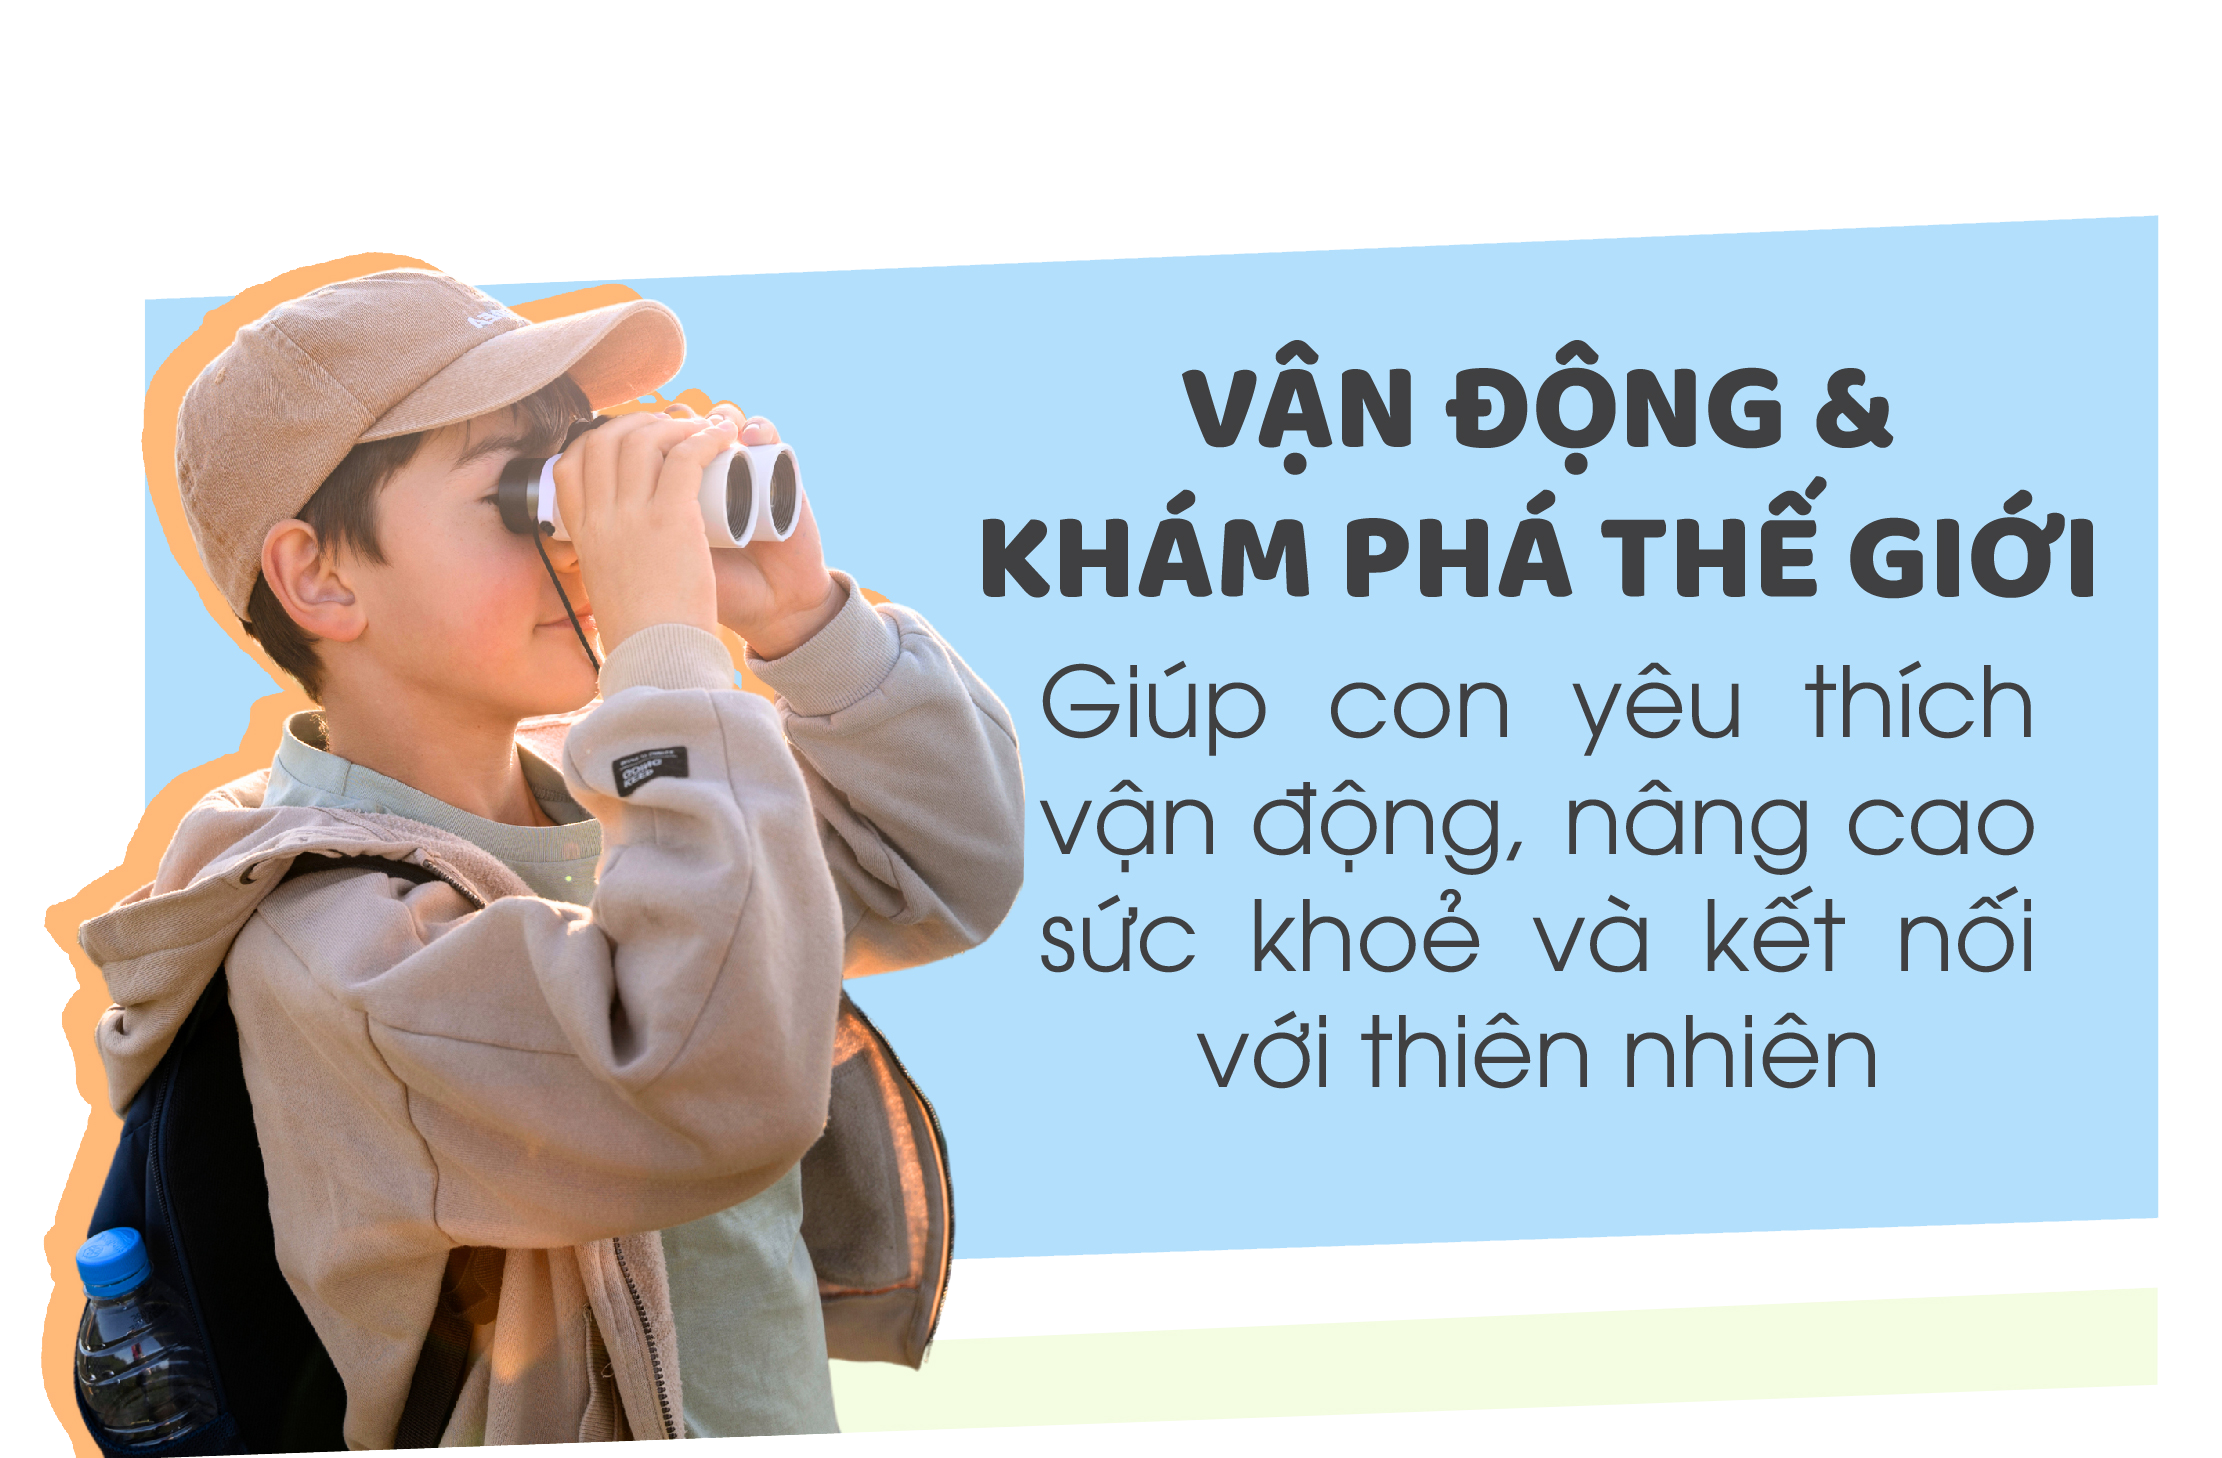 VẬN ĐỘNG &
KHÁM PHÁ THẾ GIỚI
Giúp con yêu thích
vận động, nâng cao
sức khoẻ và kết nối
với thiên nhiên